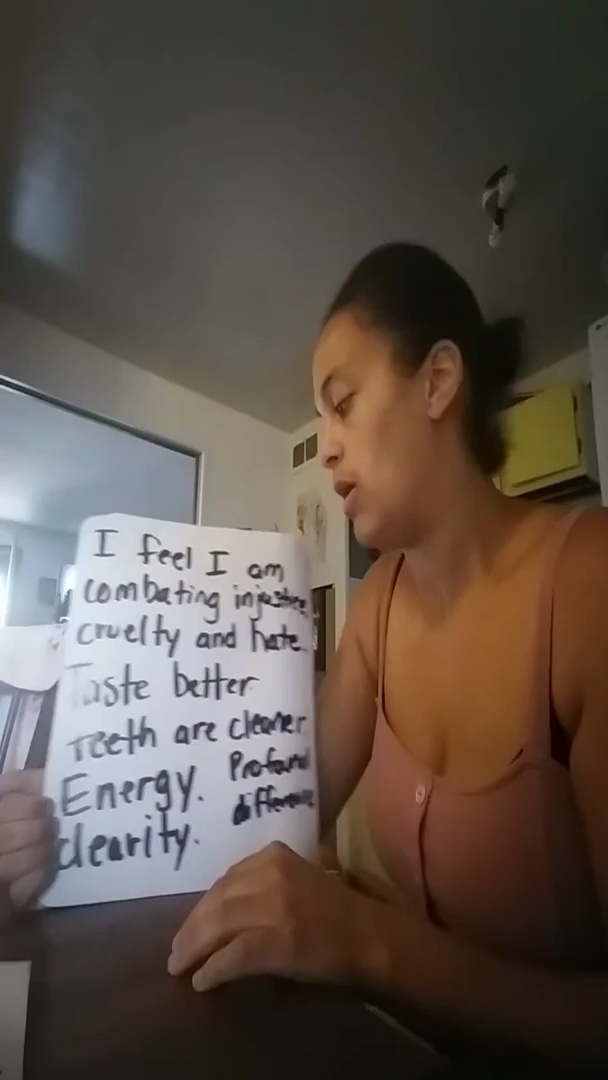 I feel I am
combating injustice
cruelty and hate.
Taste better
Teeth are cleaner.
Energy. Profound
clearity. difference